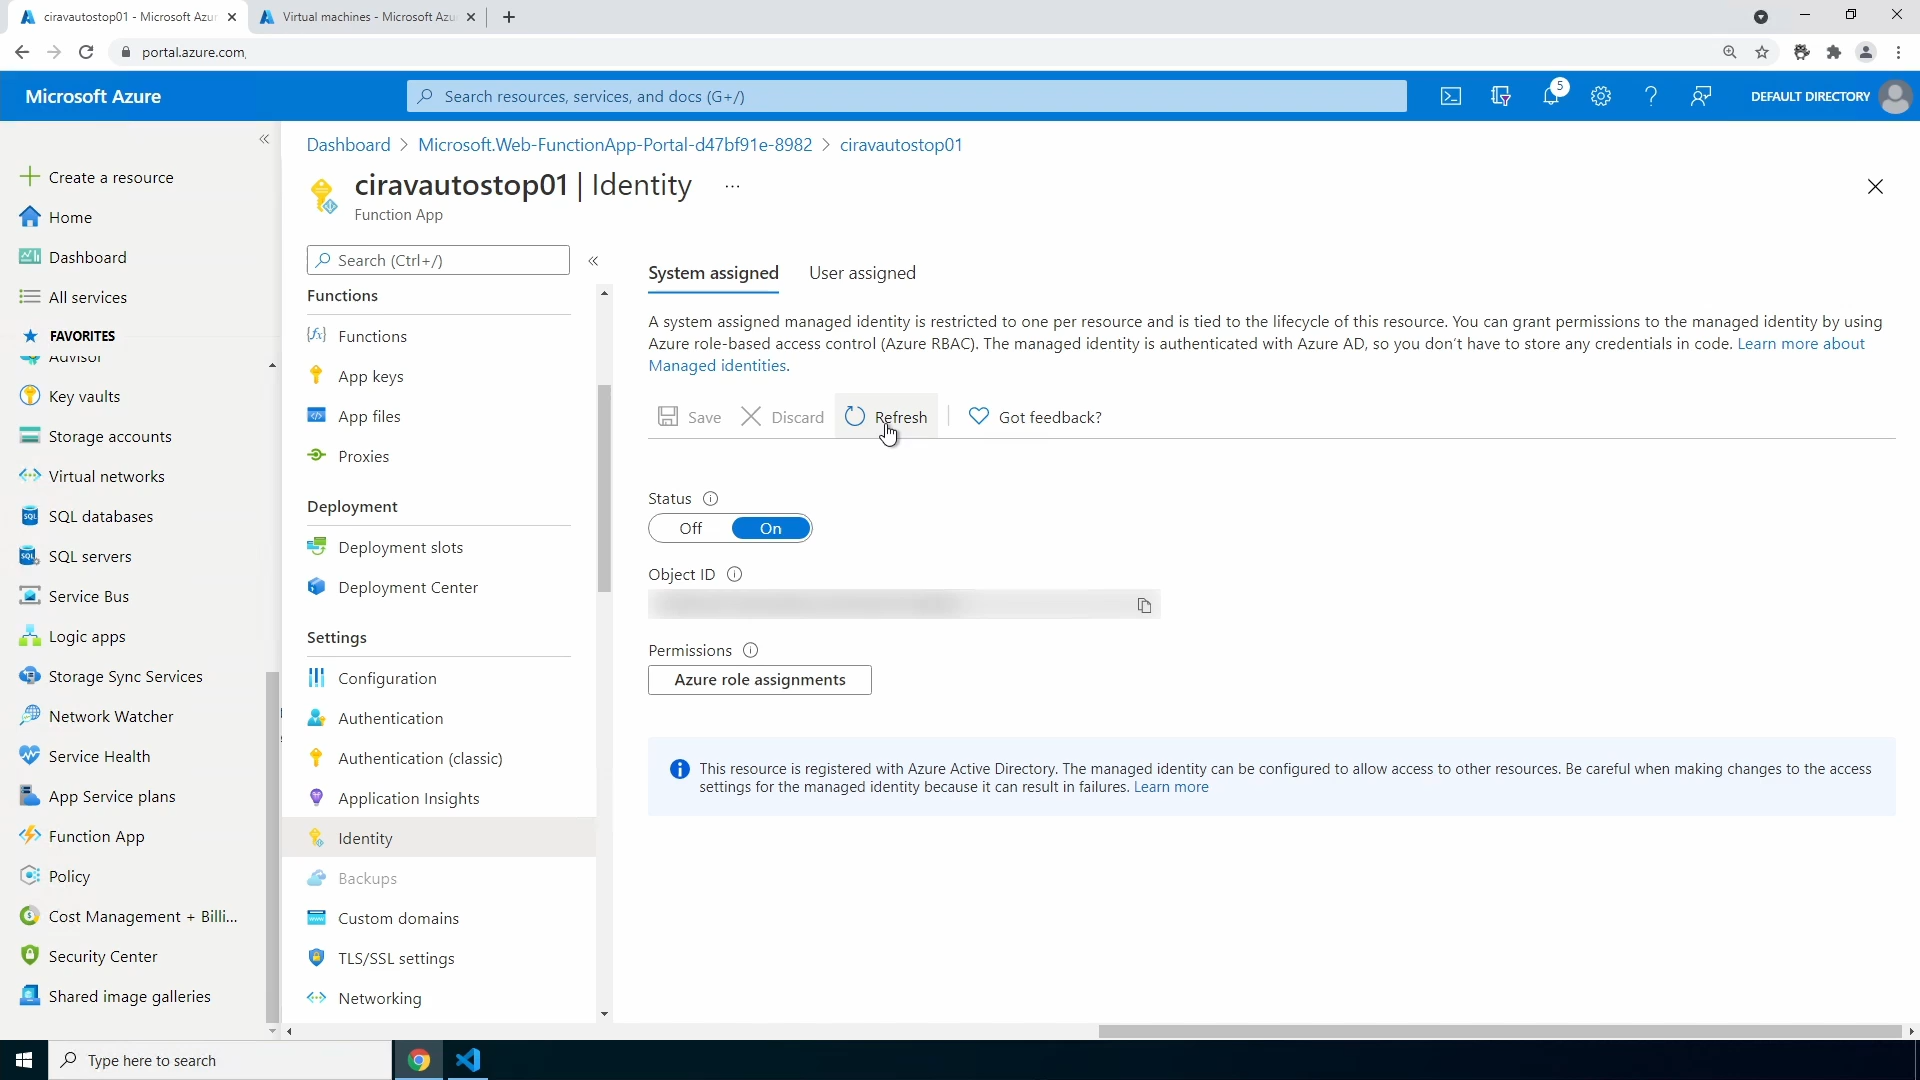 ciravautostop01 - Microsoft Azur
Virtual machines - Microsoft Azu
portal.azure.com
Microsoft Azure
Search resources, services, and docs (G+/)
5
DEFAULT DIRECTORY
Create a resource
Home
Dashboard
All services
FAVORITES
Advisor
Key vaults
Storage accounts
Virtual networks
SQL databases
SQL servers
Service Bus
Logic apps
Storage Sync Services
Network Watcher
Service Health
App Service plans
Function App
Policy
Cost Management + Billi...
Security Center
Shared image galleries
Dashboard > Microsoft.Web-FunctionApp-Portal-d47bf91e-8982 > ciravautostop01
ciravautostop01 | Identity ...
Function App
Search (Ctrl+/)
Functions
Functions
App keys
App files
Proxies
Deployment
Deployment slots
Deployment Center
Settings
Configuration
Authentication
Authentication (classic)
Application Insights
Identity
Backups
Custom domains
TLS/SSL settings
Networking
System assigned User assigned
A system assigned managed identity is restricted to one per resource and is tied to the lifecycle of this resource. You can grant permissions to the managed identity by using
Azure role-based access control (Azure RBAC). The managed identity is authenticated with Azure AD, so you don't have to store any credentials in code. Learn more about
Managed identities.
Save Discard Refresh Got feedback?
Status
Off On
Object ID
Permissions
Azure role assignments
This resource is registered with Azure Active Directory. The managed identity can be configured to allow access to other resources. Be careful when making changes to the access
settings for the managed identity because it can result in failures. Learn more
Type here to search